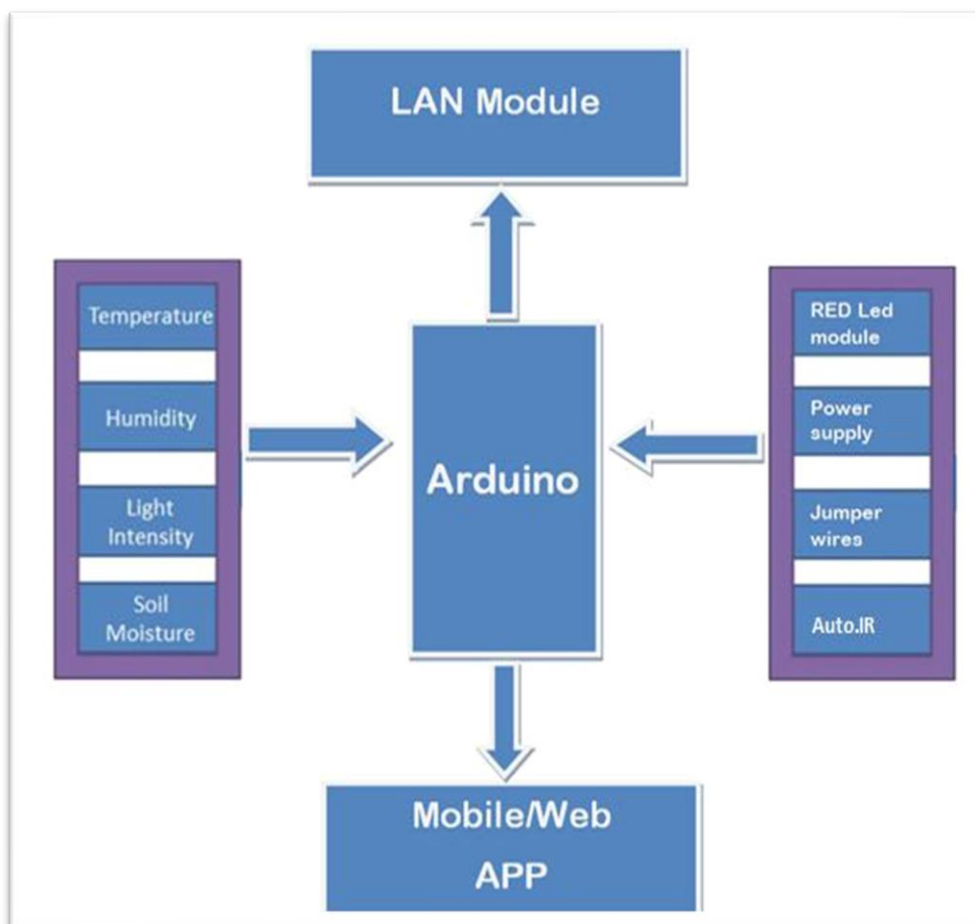 LAN Module
Temperature
Humidity
Light
Intensity
Soil
Moisture
Arduino
RED Led
module
Power
supply
Jumper
wires
Auto.IR
Mobile/Web
APP